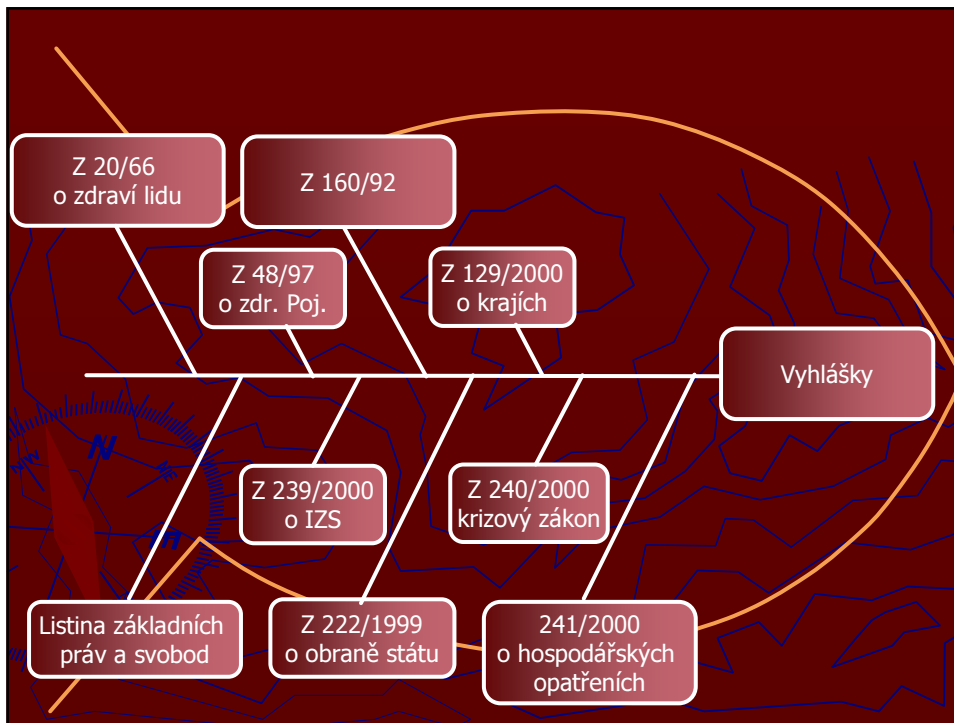 Z 20/66
o zdraví lidu
Z 160/92
Z 48/97
o zdr. Poj.
Z 129/2000
o krajích
Vyhlášky
Z 239/2000
o IZS
Z 240/2000
krizový zákon
Listina základních
práv a svobod
Z 222/1999
o obraně státu
241/2000
o hospodářských
opatřeních